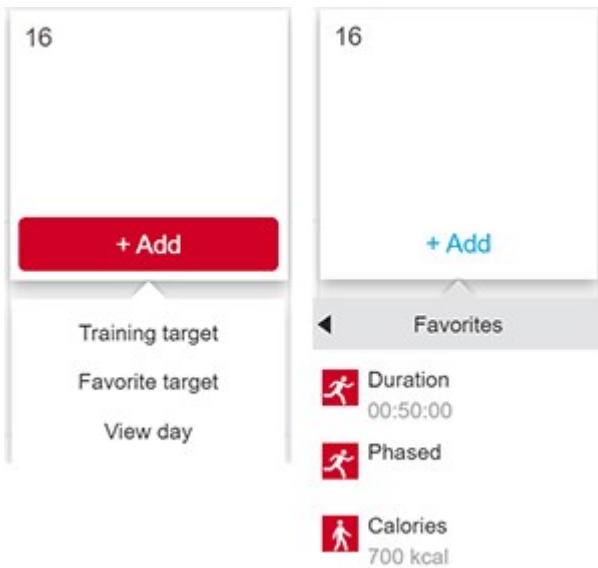 16
+ Add
Training target
Favorite target
View day
16
+ Add
Favorites
Duration
00:50:00
Phased
Calories
700 kcal